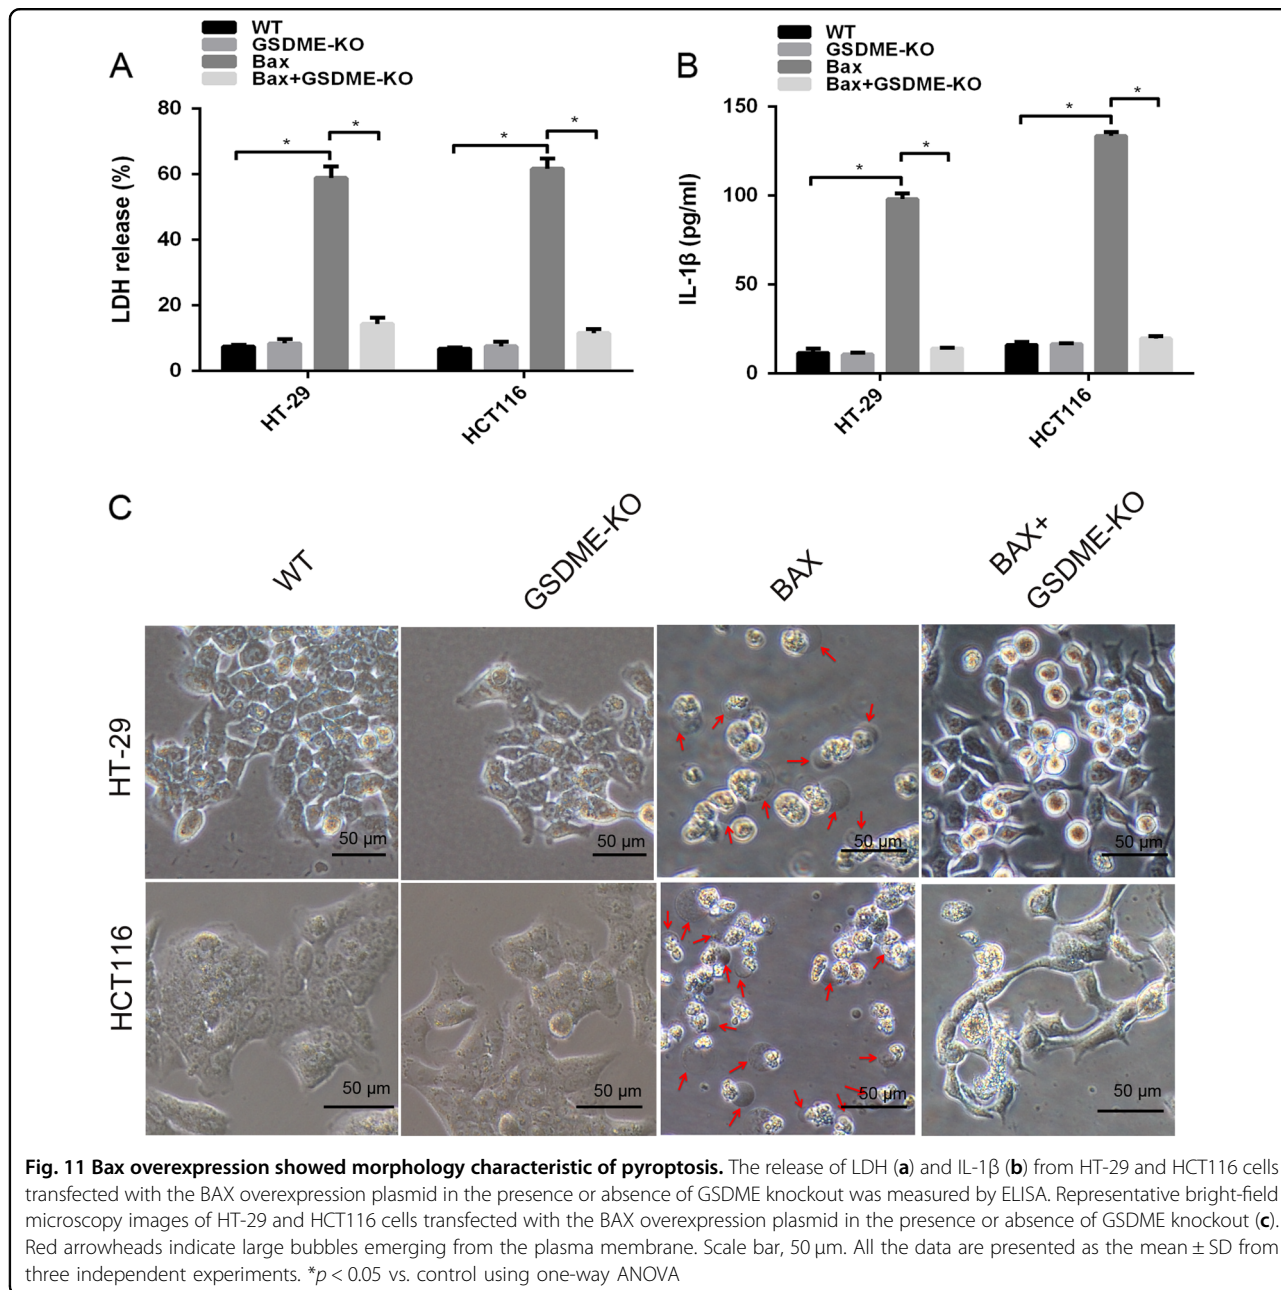 WT
GSDME-KO
Bax
Bax+GSDME-KO
A
80
60
40
20
0
LDH release (%)
*
*
*
*
HT-29
HCT116
WT
GSDME-KO
Bax
Bax+GSDME-KO
B
150
100
50
0
IL-1β (pg/ml)
*
*
*
*
HT-29
HCT116
C
WT
GSDME-KO
BAX
BAX+
GSDME-KO
HT-29
50 µm
50 µm
50 µm
50 µm
HCT116
50 µm
50 µm
50 µm
50 µm
Fig. 11 Bax overexpression showed morphology characteristic of pyroptosis. The release of LDH (a) and IL-1β (b) from HT-29 and HCT116 cells
transfected with the BAX overexpression plasmid in the presence or absence of GSDME knockout was measured by ELISA. Representative bright-field
microscopy images of HT-29 and HCT116 cells transfected with the BAX overexpression plasmid in the presence or absence of GSDME knockout (c).
Red arrowheads indicate large bubbles emerging from the plasma membrane. Scale bar, 50 µm. All the data are presented as the mean ± SD from
three independent experiments. *p < 0.05 vs. control using one-way ANOVA